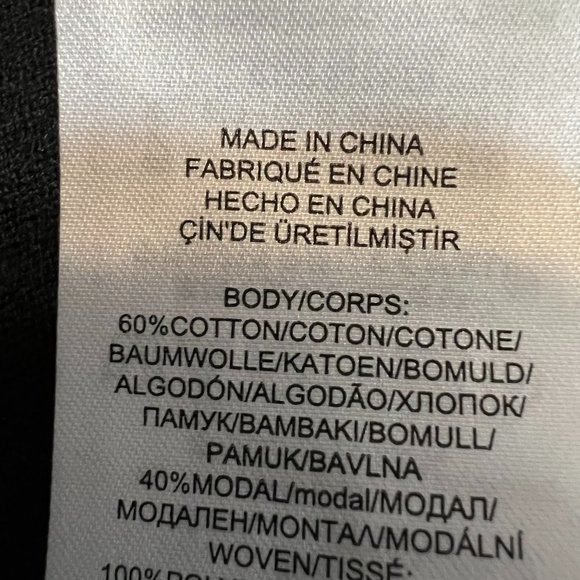 MADE IN CHINA
FABRIQUÉ EN CHINE
HECHO EN CHINA
ÇİN'DE ÜRETİLMİŞTİR
BODY/CORPS:
60%COTTON/COTON/COTONE/
BAUMWOLLE/KATOEN/BOMULD/
ALGODÓN/ALGODÃO/ХЛОПОК/
ПАМУК/BAMBAKI/BOMULL/
PAMUK/BAVLNA
40%MODAL/modal/МОДАЛ/
МОДАЛЕН/ΜΟΝΤΑΛ/MODÁLNÍ
WOVEN/TISSÉ: